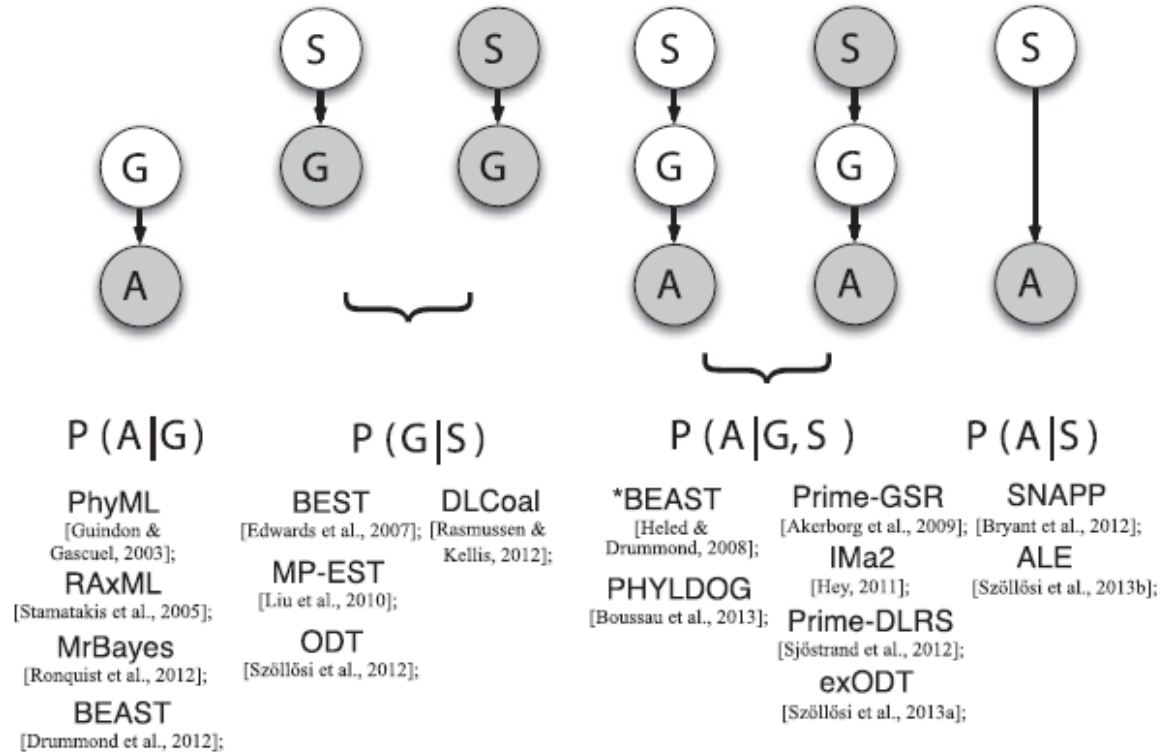 S
S
S
S
S
G
G
G
G
G
A
A
A
A
P (A|G)
P (G|S)
P (A|G, S )
P (A|S)
PhyML
[Guindon &
Gascuel, 2003];
RAxML
[Stamatakis et al., 2005];
MrBayes
[Ronquist et al., 2012];
BEAST
[Drummond et al., 2012];
BEST
[Edwards et al., 2007];
MP-EST
[Liu et al., 2010];
ODT
[Szöllősi et al., 2012];
DLCoal
[Rasmussen &
Kellis, 2012];
*BEAST
[Heled &
Drummond, 2008];
PHYLDOG
[Boussau et al., 2013];
Prime-GSR
[Akerborg et al., 2009];
IMa2
[Hey, 2011];
Prime-DLRS
[Sjőstrand et al., 2012];
exODT
[Szöllősi et al., 2013a];
SNAPP
[Bryant et al., 2012];
ALE
[Szöllősi et al., 2013b];